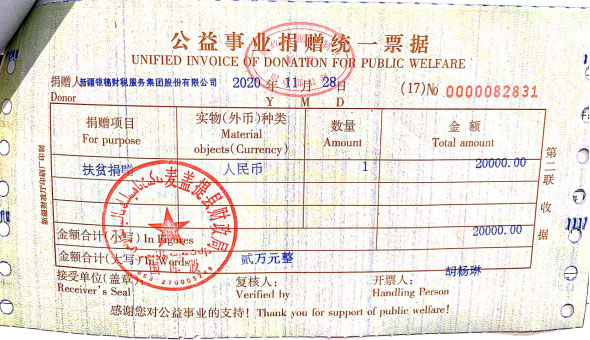 公益事业捐赠统一票据
UNIFIED INVOICE OF DONATION FOR PUBLIC WELFARE
捐赠人 新疆银穗财税服务集团股份有限公司 2020 年 11 月 28 日 (17) No 0000082831
Donor Y M D
捐赠项目 实物(外币)种类 数量 金额
For purpose Material objects(Currency) Amount Total amount
扶贫捐赠 人民币 1 20000.00
金额合计(小写) In Figures 20000.00
金额合计(大写) In Words 贰万元整
接受单位(盖章): 复核人: 开票人: 胡杨琳
Receiver's Seal Verified by Handling Person
感谢您对公益事业的支持! Thank you for support of public welfare!
第二联 收据
麦盖提县财政局